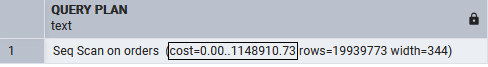 QUERY PLAN
text
1 Seq Scan on orders (cost=0.00..1148910.73 rows=19939773 width=344)